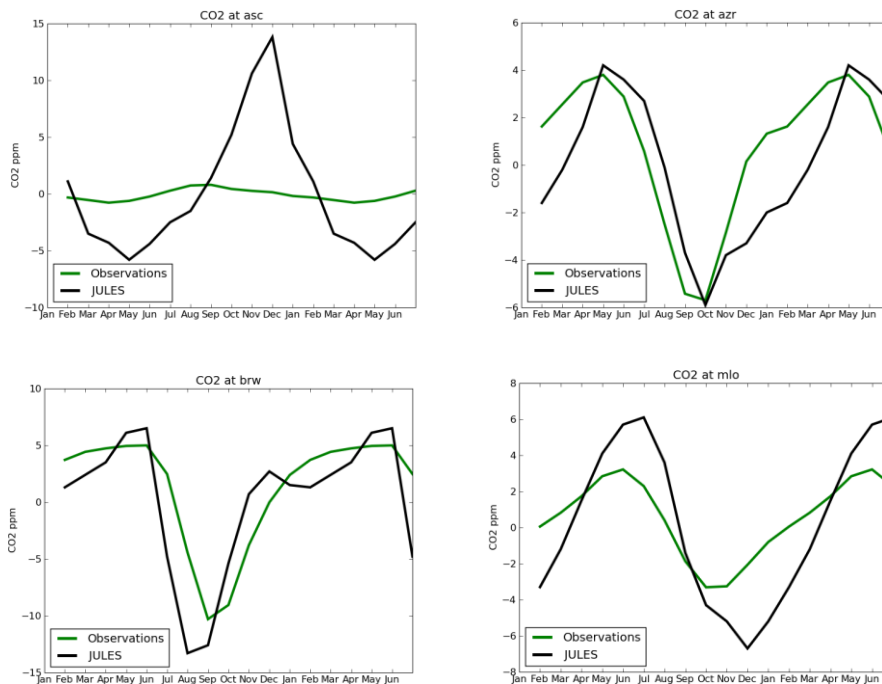 CO2 at asc
15
10
5
0
−5
−10
CO2 ppm
Observations
JULES
Jan Feb Mar Apr May Jun Jul Aug Sep Oct Nov Dec Jan Feb Mar Apr May Jun
CO2 at azr
6
4
2
0
−2
−4
−6
CO2 ppm
Observations
JULES
Jan Feb Mar Apr May Jun Jul Aug Sep Oct Nov Dec Jan Feb Mar Apr May Jun
CO2 at brw
10
5
0
−5
−10
−15
CO2 ppm
Observations
JULES
Jan Feb Mar Apr May Jun Jul Aug Sep Oct Nov Dec Jan Feb Mar Apr May Jun
CO2 at mlo
8
6
4
2
0
−2
−4
−6
−8
CO2 ppm
Observations
JULES
Jan Feb Mar Apr May Jun Jul Aug Sep Oct Nov Dec Jan Feb Mar Apr May Jun